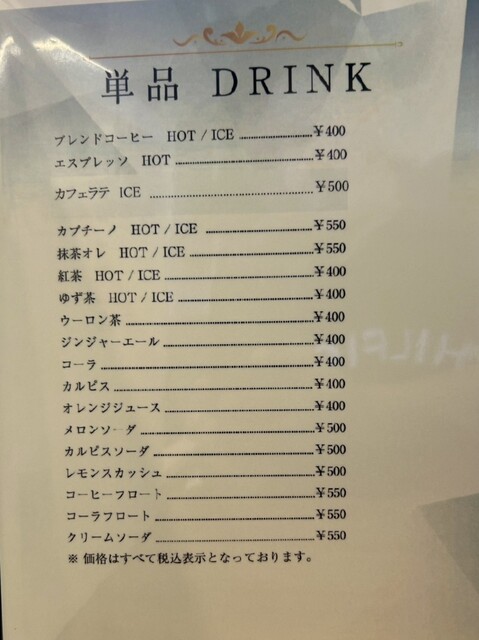 単品 DRINK
ブレンドコーヒー HOT / ICE ¥400
エスプレッソ HOT ¥400
カフェラテ ICE ¥500
カプチーノ HOT / ICE ¥550
抹茶オレ HOT / ICE ¥550
紅茶 HOT / ICE ¥400
ゆず茶 HOT / ICE ¥400
ウーロン茶 ¥400
ジンジャーエール ¥400
コーラ ¥400
カルピス ¥400
オレンジジュース ¥400
メロンソーダ ¥500
カルピスソーダ ¥500
レモンスカッシュ ¥500
コーヒーフロート ¥550
コーラフロート ¥550
クリームソーダ ¥550
※ 価格はすべて税込表示となっております。